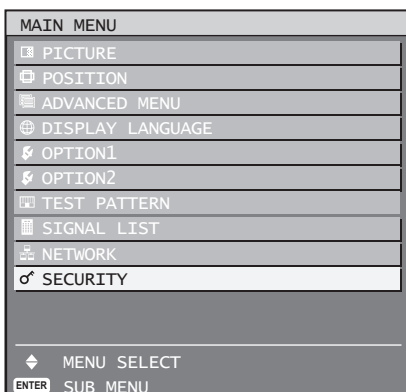 MAIN MENU
PICTURE
POSITION
ADVANCED MENU
DISPLAY LANGUAGE
OPTION1
OPTION2
TEST PATTERN
SIGNAL LIST
NETWORK
SECURITY
MENU SELECT
ENTER SUB MENU